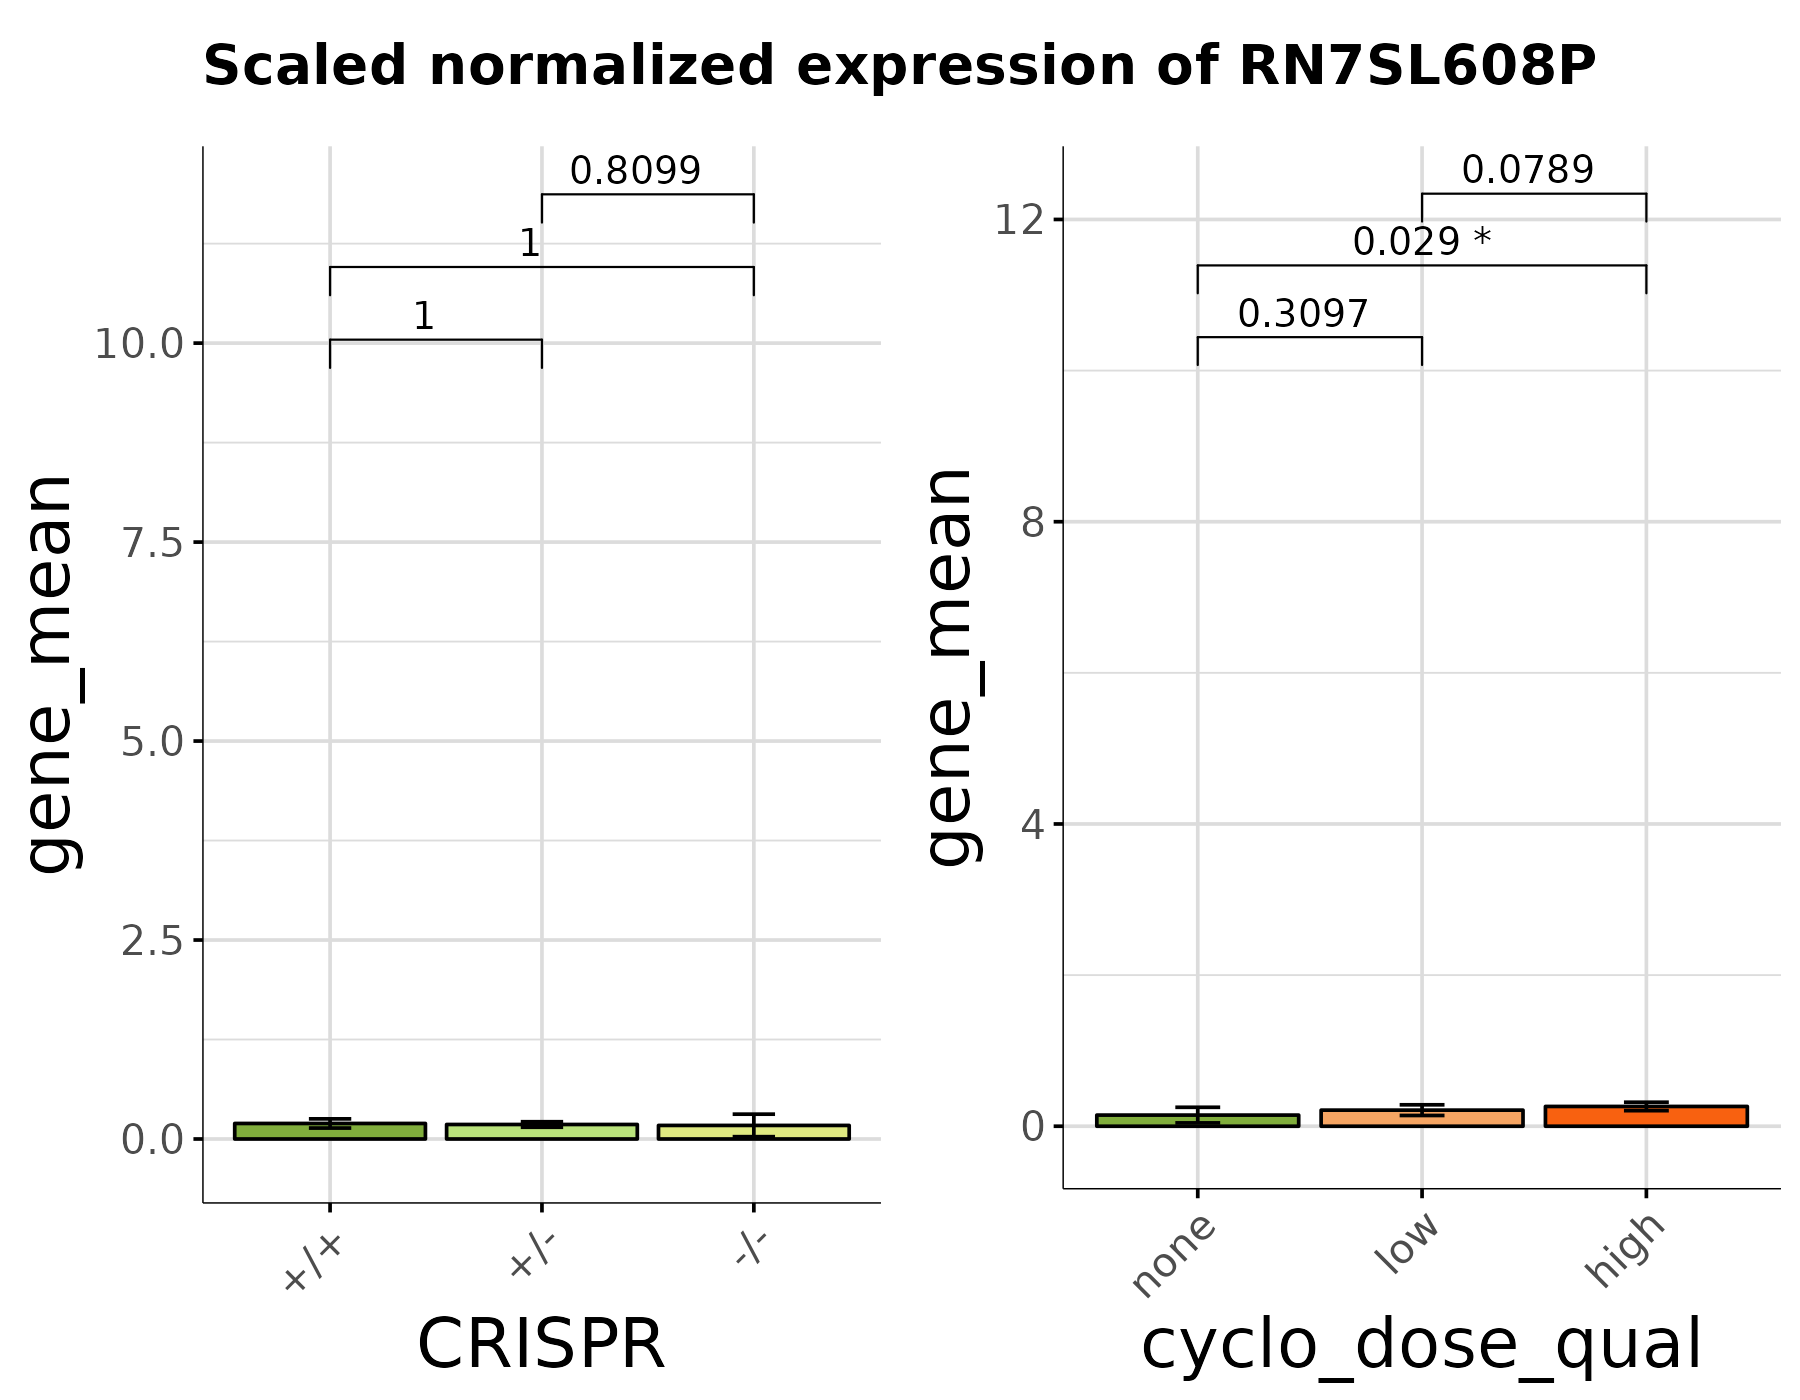 Scaled normalized expression of RN7SL608P
gene_mean
10.0
7.5
5.0
2.5
0.0
0.8099
1
1
+/+
+/-
-/-
CRISPR
gene_mean
12
8
4
0
0.0789
0.029 *
0.3097
none
low
high
cyclo_dose_qual